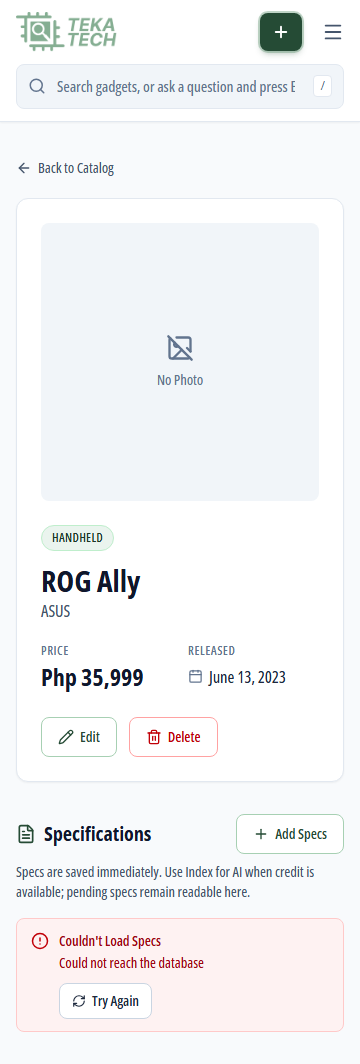 TEKA
TECH
Search gadgets, or ask a question and press E
/
Back to Catalog
No Photo
HANDHELD
ROG Ally
ASUS
PRICE
RELEASED
Php 35,999
June 13, 2023
Edit
Delete
Specifications
Add Specs
Specs are saved immediately. Use Index for AI when credit is
available; pending specs remain readable here.
Couldn't Load Specs
Could not reach the database
Try Again